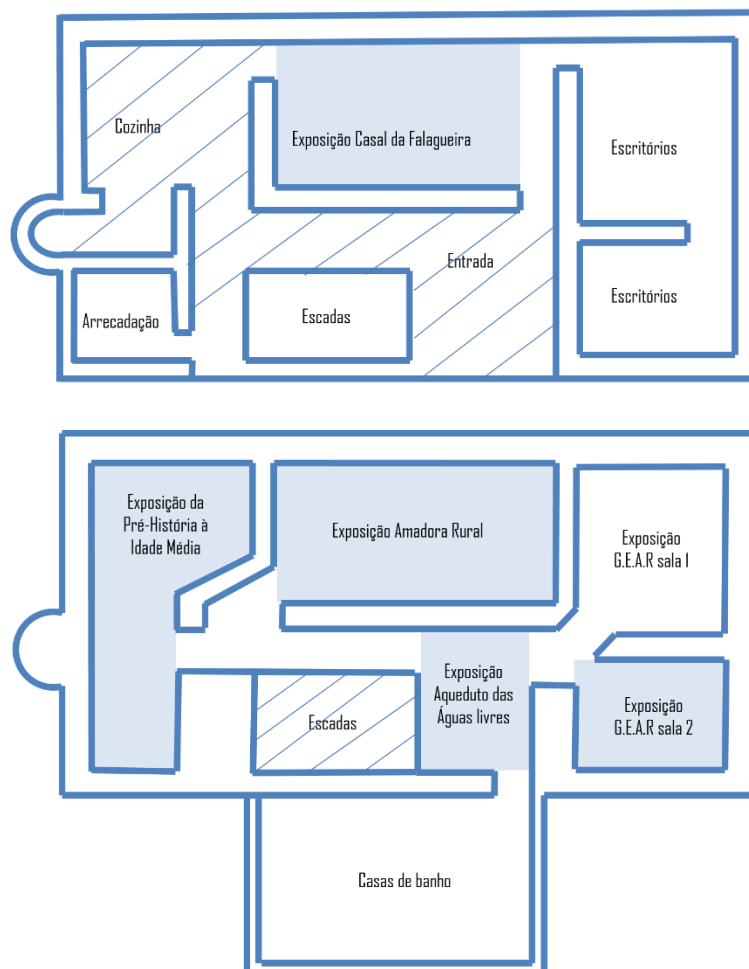 Cozinha
Exposição Casal da Falagueira
Escritórios
Entrada
Arrecadação
Escadas
Escritórios
Exposição da
Pré-História à
Idade Média
Exposição Amadora Rural
Exposição
G.E.A.R sala 1
Exposição
Aqueduto das
Águas livres
Escadas
Exposição
G.E.A.R sala 2
Casas de banho